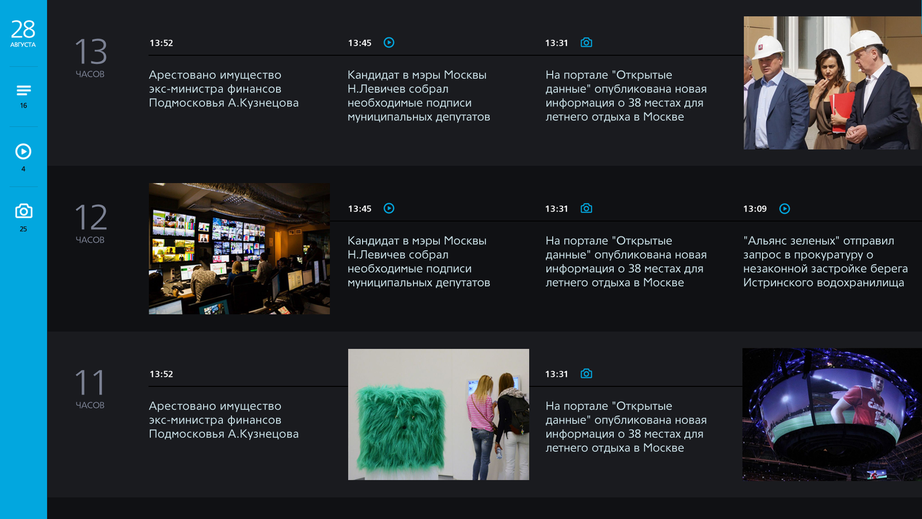 28
АВГУСТА
16
4
25
13
ЧАСОВ
13:52
Арестовано имущество
экс-министра финансов
Подмосковья А.Кузнецова
13:45
Кандидат в мэры Москвы
Н.Левичев собрал
необходимые подписи
муниципальных депутатов
13:31
На портале "Открытые
данные" опубликована новая
информация о 38 местах для
летнего отдыха в Москве
12
ЧАСОВ
13:45
Кандидат в мэры Москвы
Н.Левичев собрал
необходимые подписи
муниципальных депутатов
13:31
На портале "Открытые
данные" опубликована новая
информация о 38 местах для
летнего отдыха в Москве
13:09
"Альянс зеленых" отправил
запрос в прокуратуру о
незаконной застройке берега
Истринского водохранилища
11
ЧАСОВ
13:52
Арестовано имущество
экс-министра финансов
Подмосковья А.Кузнецова
13:31
На портале "Открытые
данные" опубликована новая
информация о 38 местах для
летнего отдыха в Москве